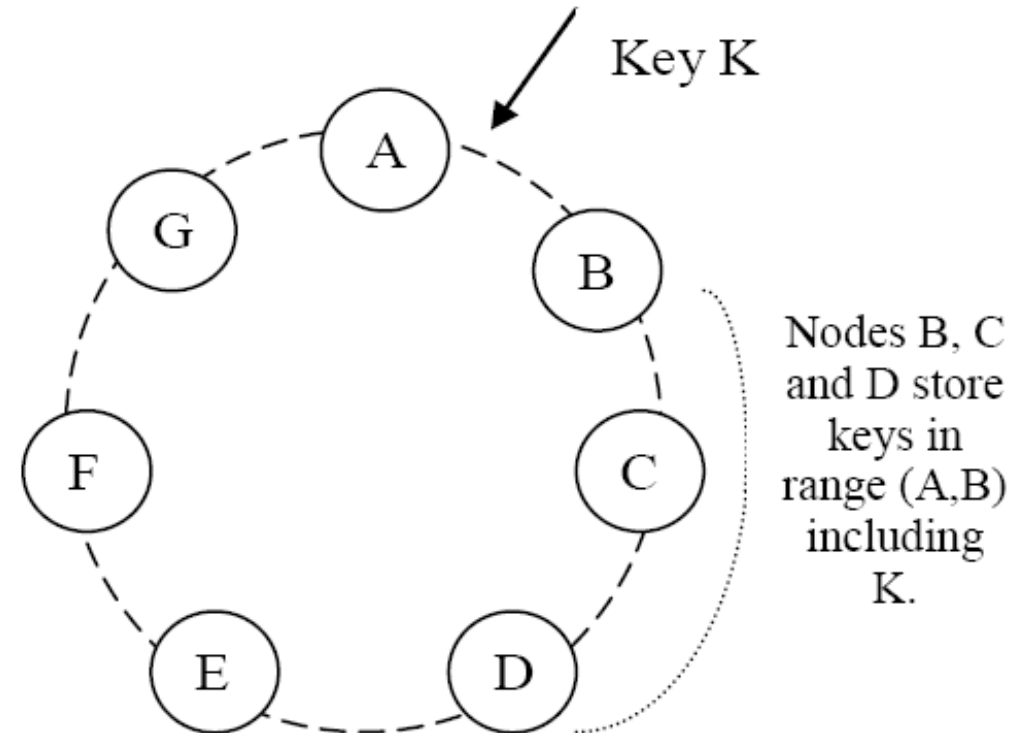 Key K
A
G
B
Nodes B, C
and D store
keys in
range (A,B)
including
K.
F
C
E
D